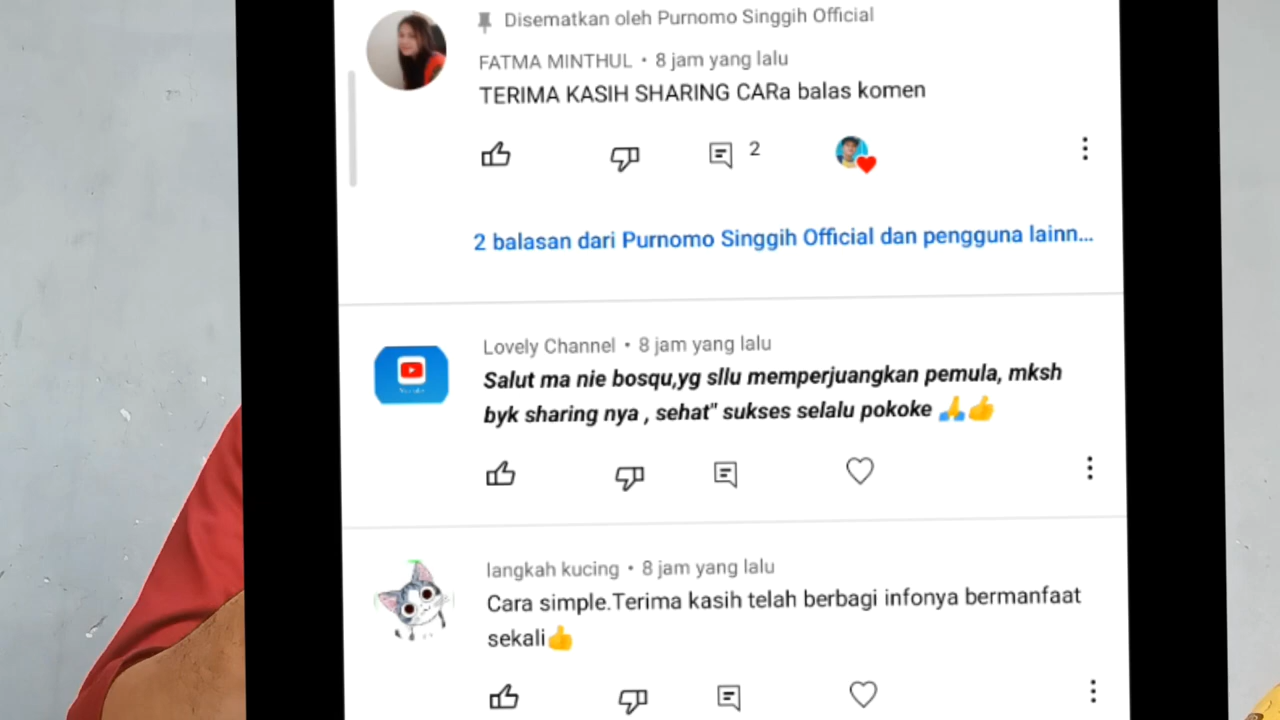 Disematkan oleh Purnomo Singgih Official
FATMA MINTHUL • 8 jam yang lalu
TERIMA KASIH SHARING CARa balas komen
2
2 balasan dari Purnomo Singgih Official dan pengguna lainn...
Lovely Channel • 8 jam yang lalu
Salut ma nie bosqu,yg sllu memperjuangkan pemula, mksh
byk sharing nya , sehat" sukses selalu pokoke 🙏👍
langkah kucing • 8 jam yang lalu
Cara simple.Terima kasih telah berbagi infonya bermanfaat
sekali👍